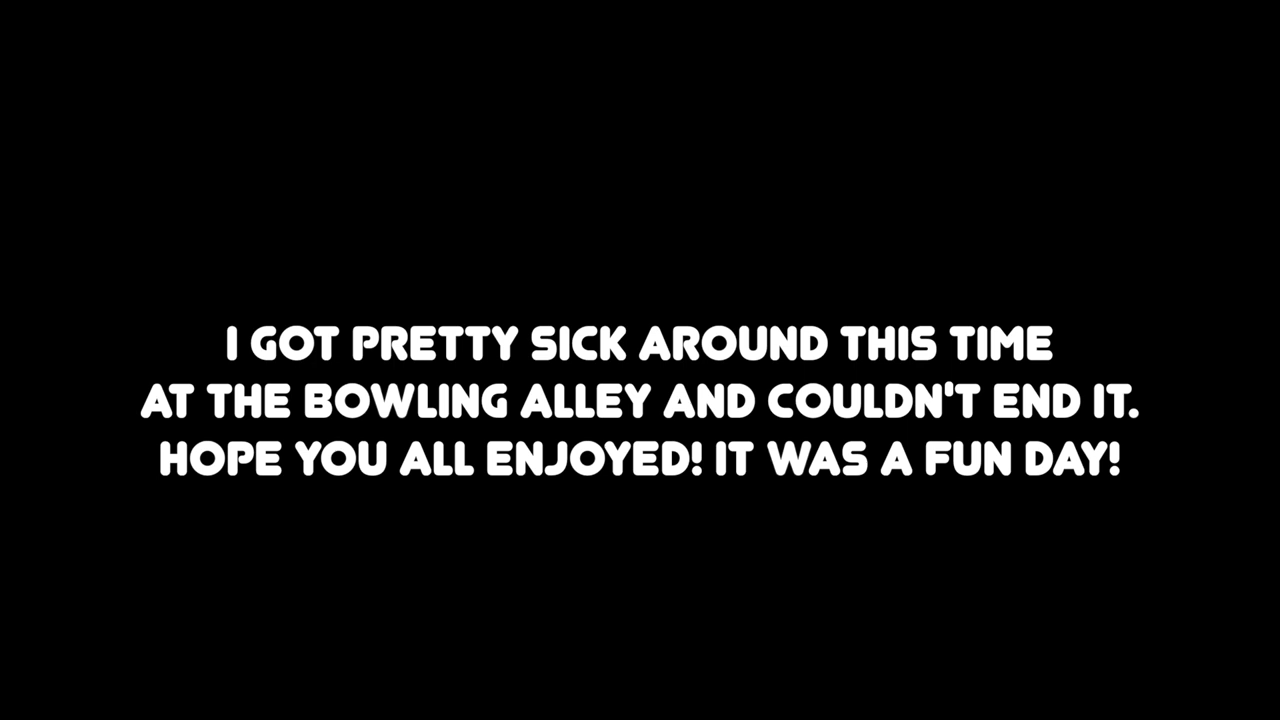 I GOT PRETTY SICK AROUND THIS TIME
AT THE BOWLING ALLEY AND COULDN'T END IT.
HOPE YOU ALL ENJOYED! IT WAS A FUN DAY!